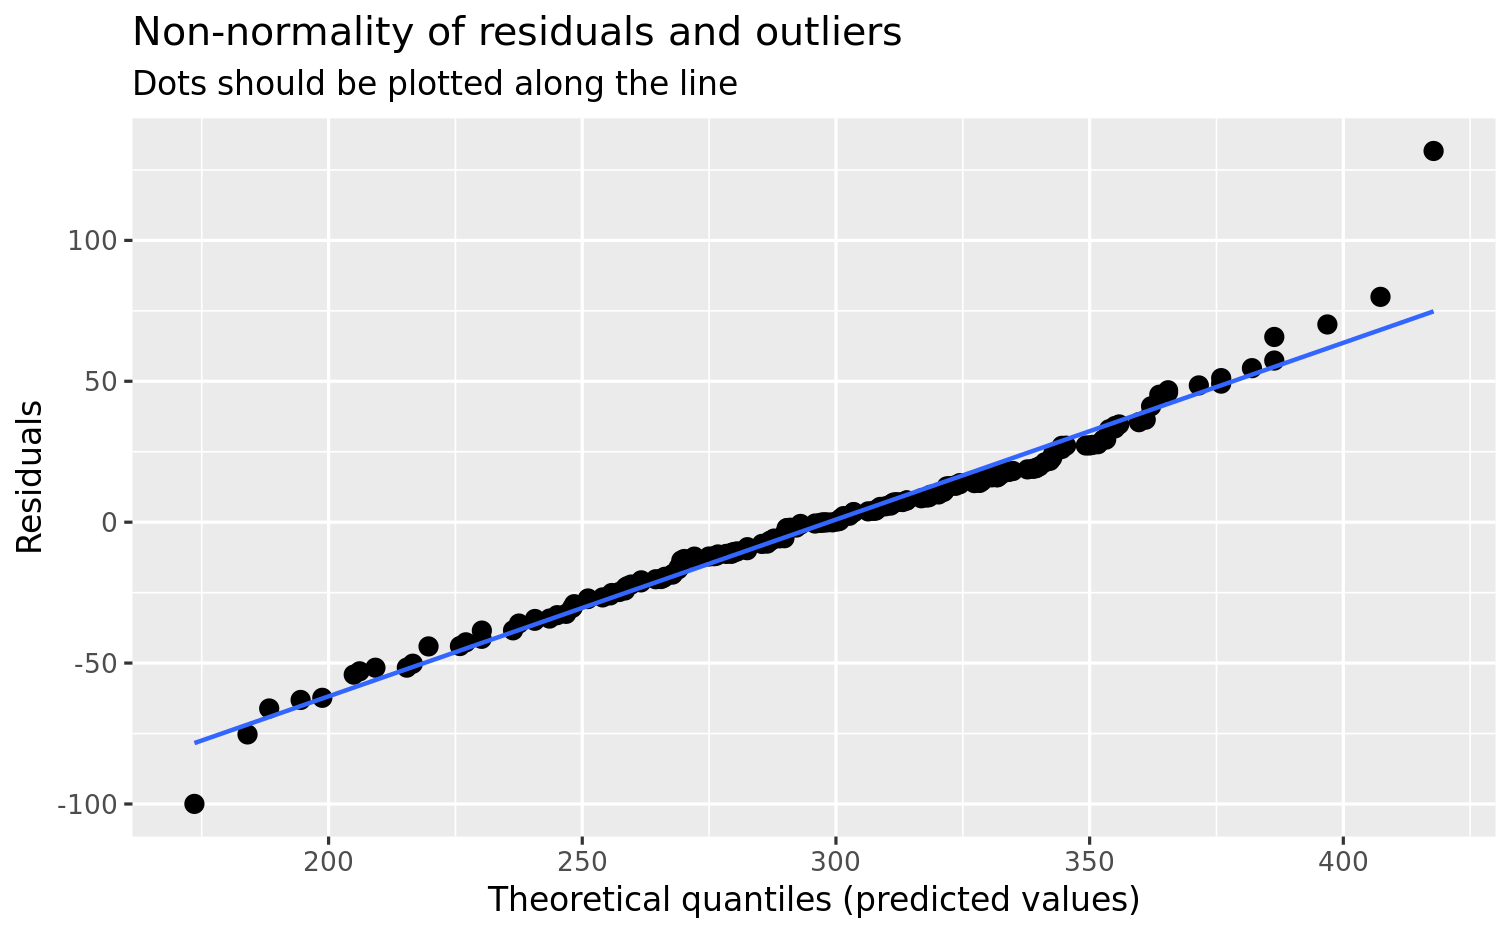 Non-normality of residuals and outliers
Dots should be plotted along the line
Residuals
100
50
0
-50
-100
200 250 300 350 400
Theoretical quantiles (predicted values)